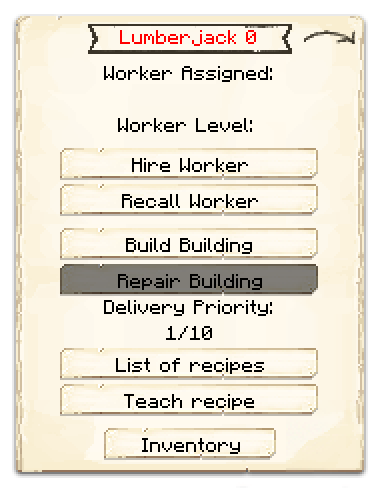 Lumberjack 0
Worker Assigned:
Worker Level:
Hire Worker
Recall Worker
Build Building
Repair Building
Delivery Priority:
1/10
List of recipes
Teach recipe
Inventory